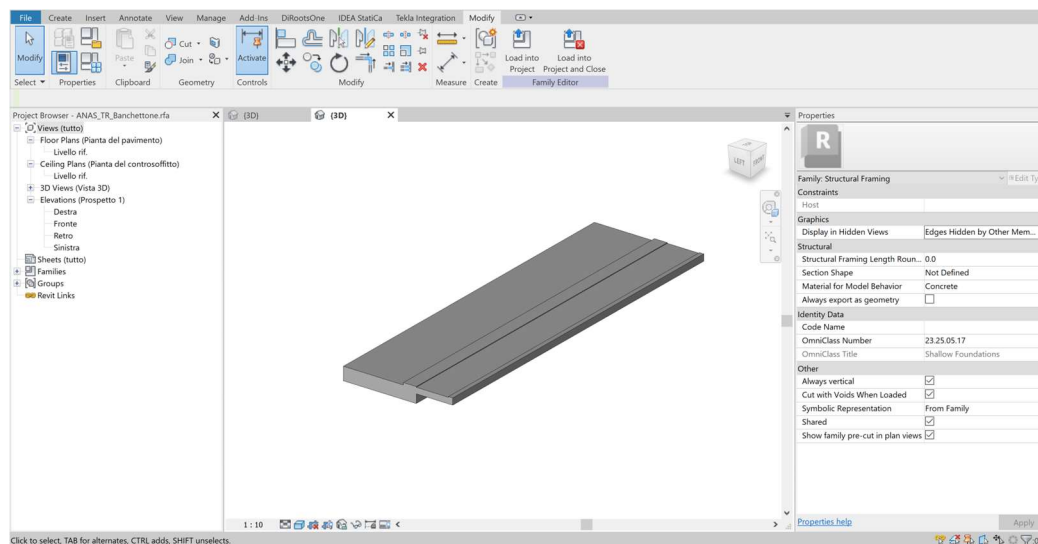 File Create Insert Annotate View Manage Add-Ins DiRootsOne IDEA StatiCa Tekla Integration Modify
Modify Paste Cut Join Activate Load into Project Load into Project and Close
Select Properties Clipboard Geometry Controls Modify Measure Create Family Editor
Project Browser - ANAS_TR_Banchettone.rfa X
(3D) (3D) X
Properties
Views (tutto)
Floor Plans (Pianta del pavimento)
Livello rif.
Ceiling Plans (Pianta del controsoffitto)
Livello rif.
3D Views (Vista 3D)
Elevations (Prospetto 1)
Destra
Fronte
Retro
Sinistra
Sheets (tutto)
Families
Groups
Revit Links
LEFT FRONT
R
Family: Structural Framing Edit Ty
Constraints
Host
Graphics
Display in Hidden Views Edges Hidden by Other Mem...
Structural
Structural Framing Length Roun... 0.0
Section Shape Not Defined
Material for Model Behavior Concrete
Always export as geometry
Identity Data
Code Name
OmniClass Number 23.25.05.17
OmniClass Title Shallow Foundations
Other
Always vertical
Cut with Voids When Loaded
Symbolic Representation From Family
Shared
Show family pre-cut in plan views
1 : 10
Properties help Apply
Click to select, TAB for alternates, CTRL adds, SHIFT unselects.